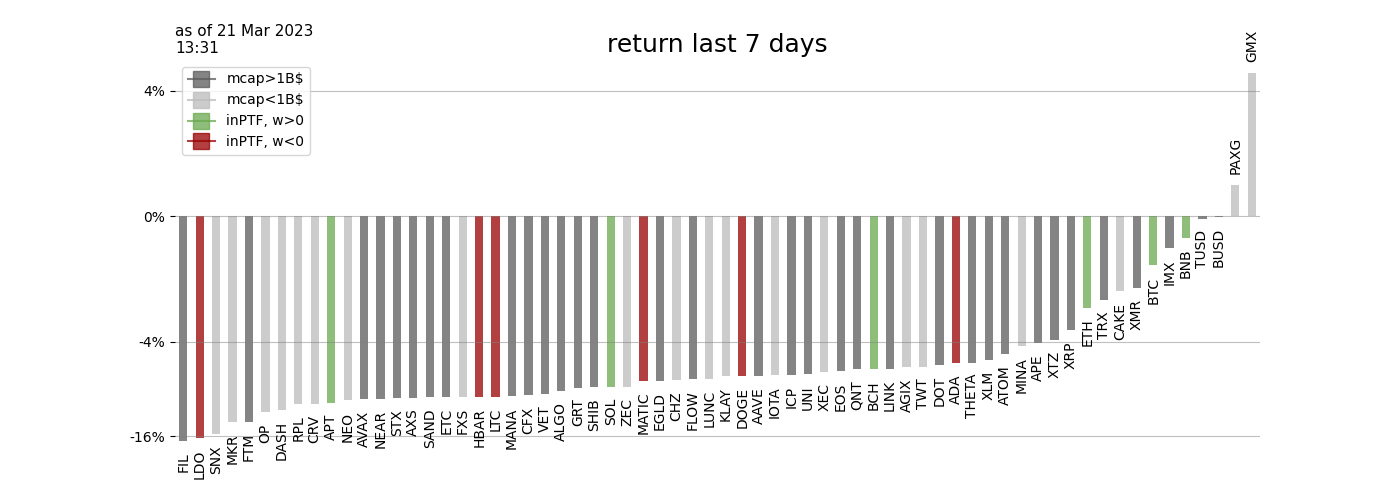 as of 21 Mar 2023
13:31
return last 7 days
mcap>1B$
mcap<1B$
inPTF, w>0
inPTF, w<0
4%
0%
-4%
-16%
FIL
LDO
SNX
MKR
FTM
OP
DASH
RPL
CRV
APT
NEO
AVAX
NEAR
STX
AXS
SAND
ETC
FXS
HBAR
LTC
MANA
CFX
VET
ALGO
GRT
SHIB
SOL
ZEC
MATIC
EGLD
CHZ
FLOW
LUNC
KLAY
DOGE
AAVE
IOTA
ICP
UNI
XEC
EOS
QNT
BCH
LINK
AGIX
TWT
DOT
ADA
THETA
XLM
ATOM
MINA
APE
XTZ
XRP
ETH
TRX
CAKE
XMR
BTC
IMX
BNB
TUSD
BUSD
PAXG
GMX